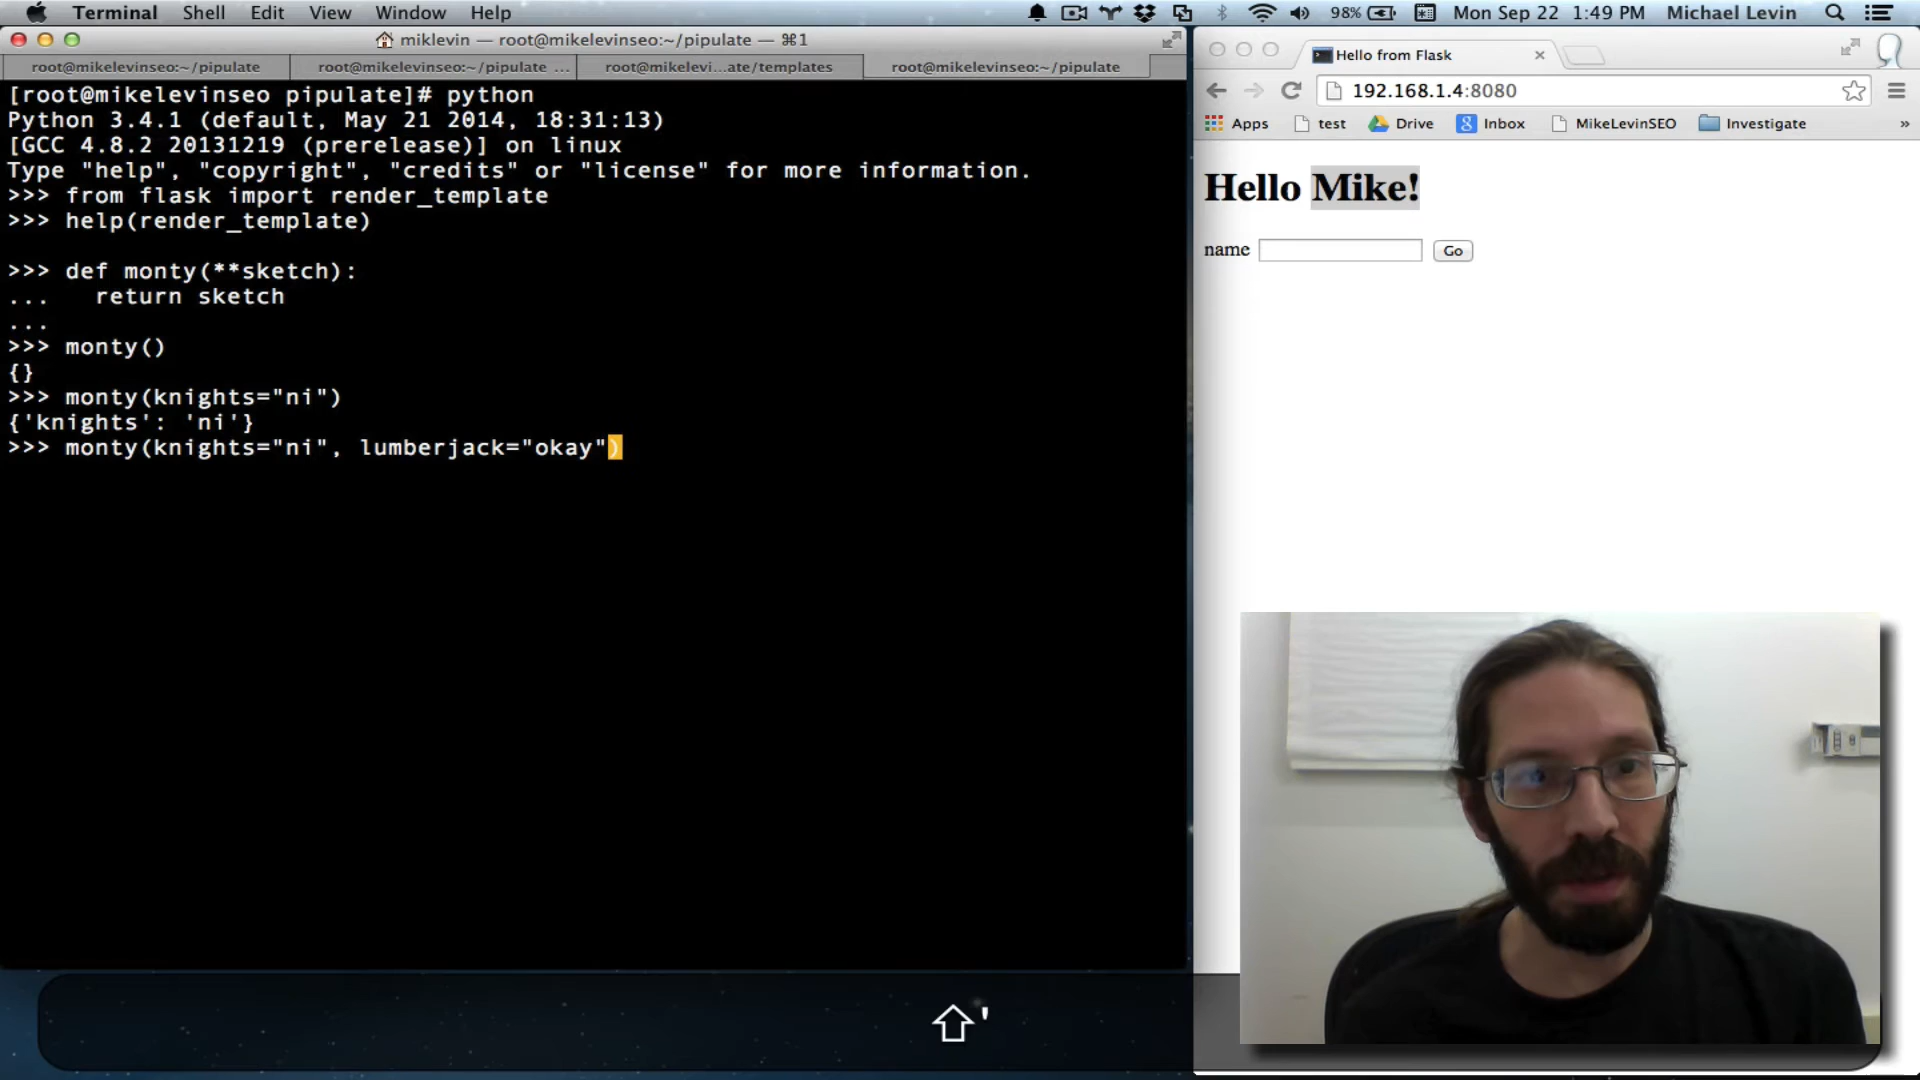 Terminal Shell Edit View Window Help 98% Mon Sep 22 1:49 PM Michael Levin
miklevin — root@mikelevinseo:~/pipulate — ⌘1
root@mikelevinseo:~/pipulate root@mikelevinseo:~/pipulate ... root@mikelevi...ate/templates root@mikelevinseo:~/pipulate
[root@mikelevinseo pipulate]# python
Python 3.4.1 (default, May 21 2014, 18:31:13)
[GCC 4.8.2 20131219 (prerelease)] on linux
Type "help", "copyright", "credits" or "license" for more information.
>>> from flask import render_template
>>> help(render_template)
>>> def monty(**sketch):
...   return sketch
...
>>> monty()
{}
>>> monty(knights="ni")
{'knights': 'ni'}
>>> monty(knights="ni", lumberjack="okay")
Hello from Flask
192.168.1.4:8080
Apps test Drive Inbox MikeLevinSEO Investigate »
Hello Mike!
name Go
⇧'